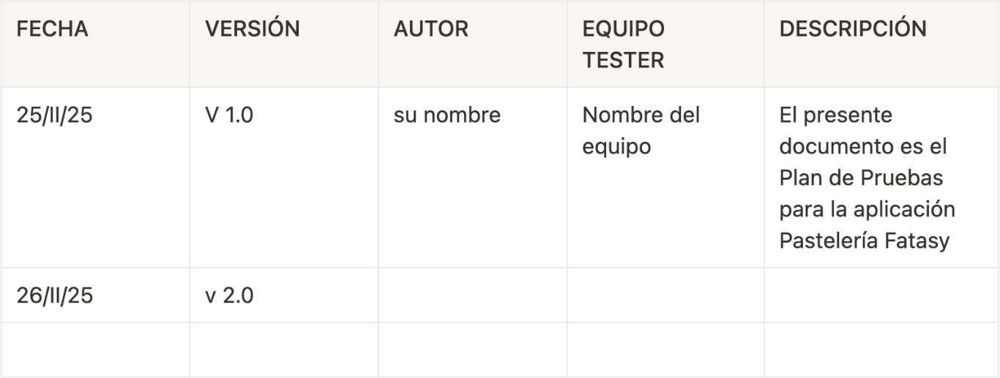 FECHA
VERSIÓN
AUTOR
EQUIPO
TESTER
DESCRIPCIÓN
25/II/25
V 1.0
su nombre
Nombre del
equipo
El presente
documento es el
Plan de Pruebas
para la aplicación
Pastelería Fatasy
26/II/25
v 2.0